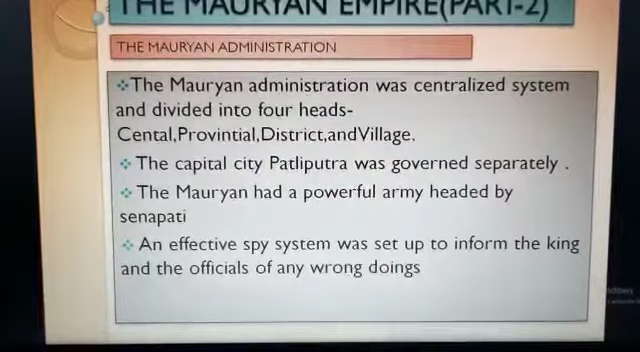 THE MAURYAN EMPIRE(PART-2)
THE MAURYAN ADMINISTRATION
❖The Mauryan administration was centralized system
and divided into four heads-
Cental,Provintial,District,andVillage.
❖ The capital city Patliputra was governed separately .
❖ The Mauryan had a powerful army headed by
senapati
❖ An effective spy system was set up to inform the king
and the officials of any wrong doings